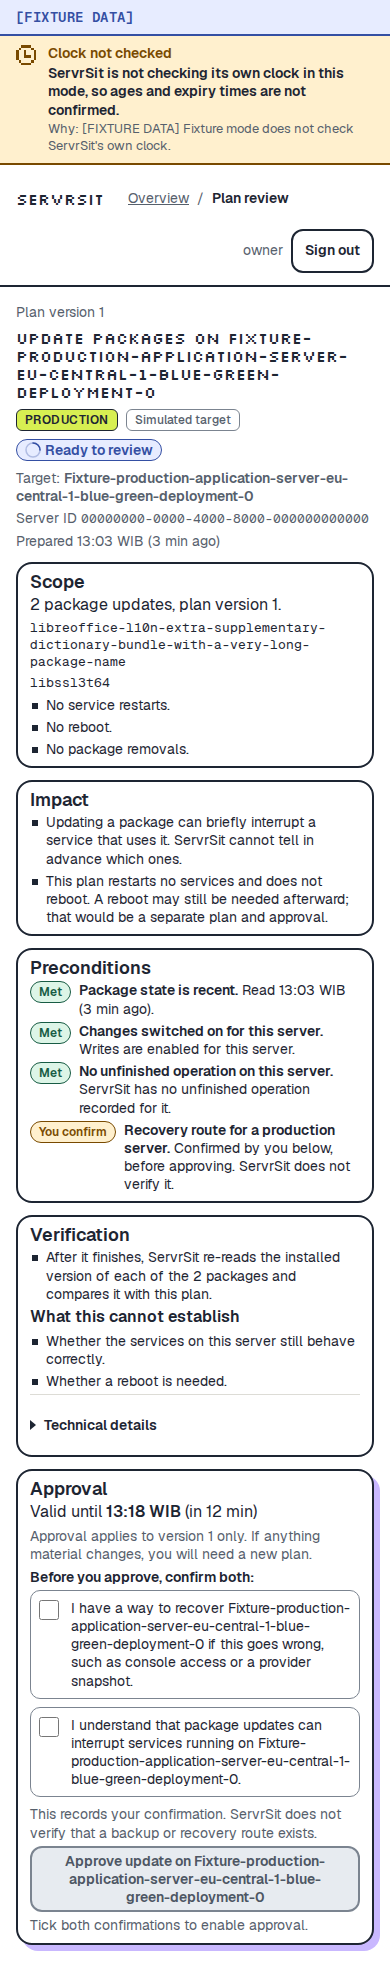 [FIXTURE DATA]
Clock not checked
ServrSit is not checking its own clock in this
mode, so ages and expiry times are not
confirmed.
Why: [FIXTURE DATA] Fixture mode does not check
ServrSit's own clock.
SERVRSIT
Overview / Plan review
owner
Sign out
Plan version 1
UPDATE PACKAGES ON FIXTURE-
PRODUCTION-APPLICATION-SERVER-
EU-CENTRAL-1-BLUE-GREEN-
DEPLOYMENT-0
PRODUCTION
Simulated target
Ready to review
Target: Fixture-production-application-server-eu-
central-1-blue-green-deployment-0
Server ID 00000000-0000-4000-8000-000000000000
Prepared 13:03 WIB (3 min ago)
Scope
2 package updates, plan version 1.
libreoffice-l10n-extra-supplementary-
dictionary-bundle-with-a-very-long-
package-name
libssl3t64
No service restarts.
No reboot.
No package removals.
Impact
Updating a package can briefly interrupt a
service that uses it. ServrSit cannot tell in
advance which ones.
This plan restarts no services and does not
reboot. A reboot may still be needed afterward;
that would be a separate plan and approval.
Preconditions
Met Package state is recent. Read 13:03 WIB
(3 min ago).
Met Changes switched on for this server.
Writes are enabled for this server.
Met No unfinished operation on this server.
ServrSit has no unfinished operation
recorded for it.
You confirm Recovery route for a production
server. Confirmed by you below,
before approving. ServrSit does not
verify it.
Verification
After it finishes, ServrSit re-reads the installed
version of each of the 2 packages and
compares it with this plan.
What this cannot establish
Whether the services on this server still behave
correctly.
Whether a reboot is needed.
Technical details
Approval
Valid until 13:18 WIB (in 12 min)
Approval applies to version 1 only. If anything
material changes, you will need a new plan.
Before you approve, confirm both:
I have a way to recover Fixture-production-
application-server-eu-central-1-blue-
green-deployment-0 if this goes wrong,
such as console access or a provider
snapshot.
I understand that package updates can
interrupt services running on Fixture-
production-application-server-eu-central-1-
blue-green-deployment-0.
This records your confirmation. ServrSit does not
verify that a backup or recovery route exists.
Approve update on Fixture-production-
application-server-eu-central-1-blue-
green-deployment-0
Tick both confirmations to enable approval.